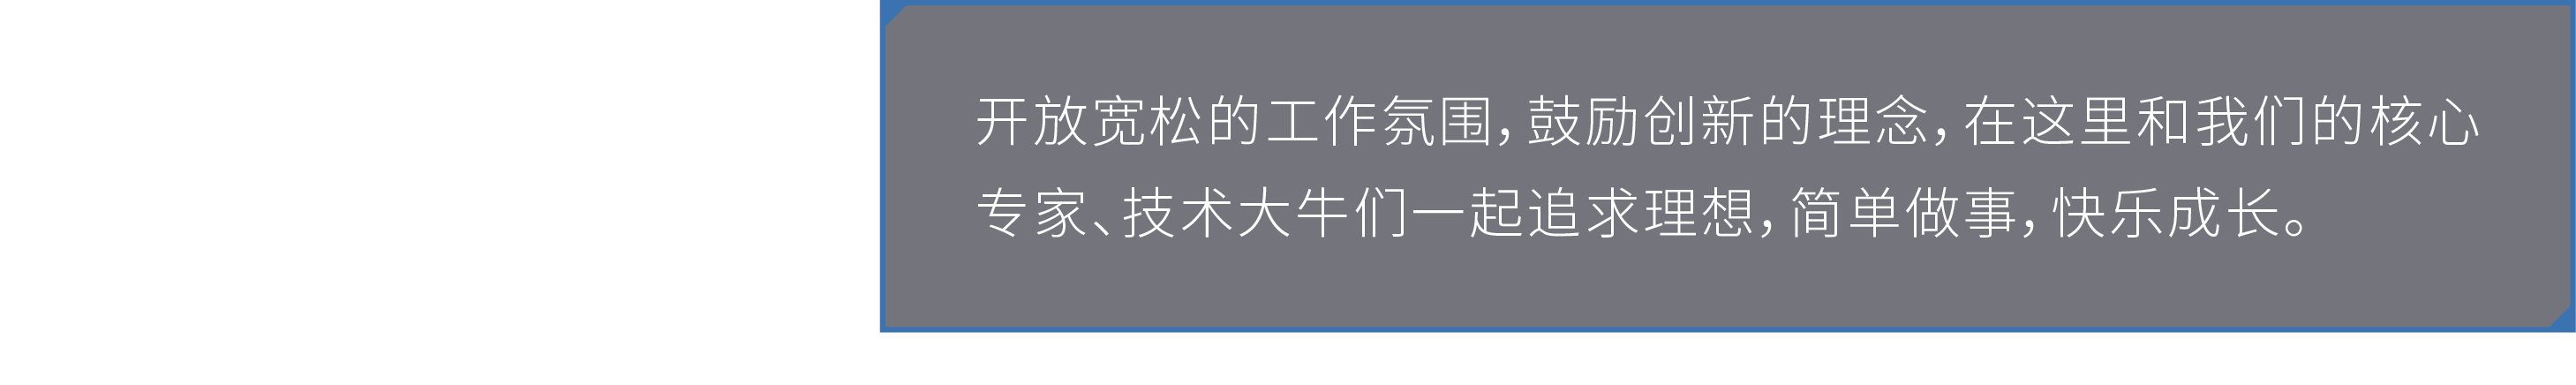 开放宽松的工作氛围，鼓励创新的理念，在这里和我们的核心
专家、技术大牛们一起追求理想，简单做事，快乐成长。